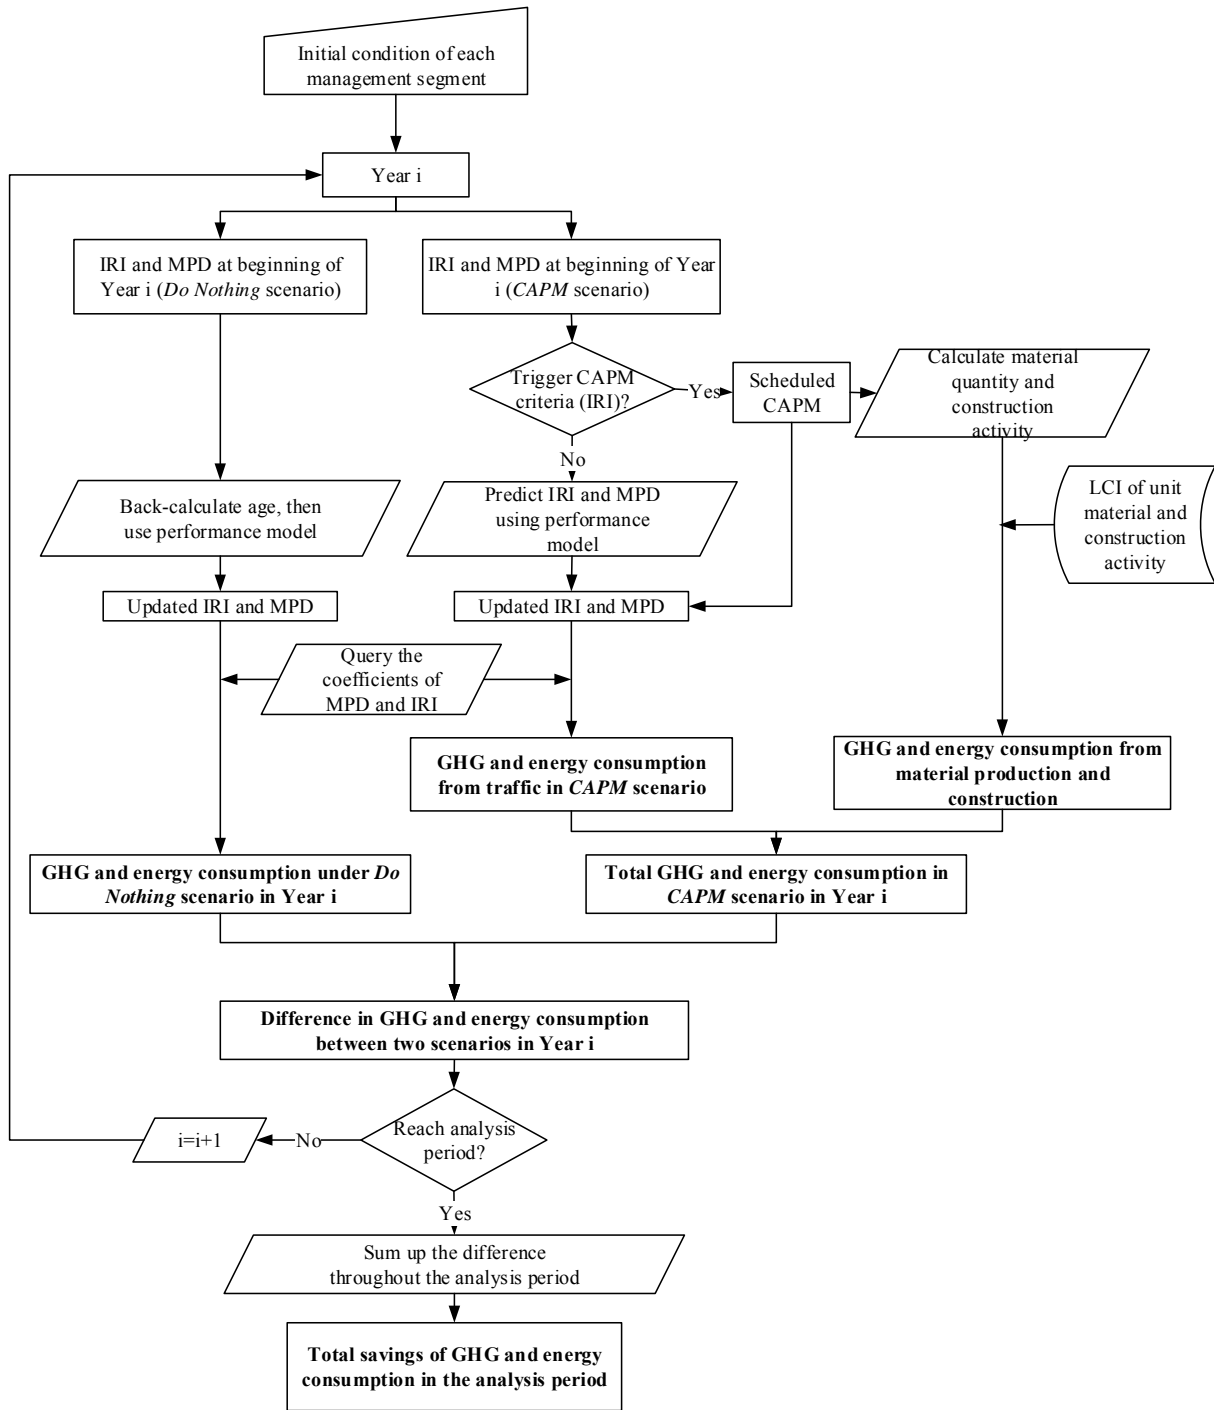 Initial condition of each
management segment
Year i
IRI and MPD at beginning of
Year i (Do Nothing scenario)
IRI and MPD at beginning of Year
i (CAPM scenario)
Trigger CAPM
criteria (IRI)?
Yes
Scheduled
CAPM
Calculate material
quantity and
construction
activity
No
Back-calculate age, then
use performance model
Predict IRI and MPD
using performance
model
LCI of unit
material and
construction
activity
Updated IRI and MPD
Updated IRI and MPD
Query the
coefficients of
MPD and IRI
GHG and energy consumption
from traffic in CAPM scenario
GHG and energy consumption from
material production and
construction
GHG and energy consumption under Do
Nothing scenario in Year i
Total GHG and energy consumption in
CAPM scenario in Year i
Difference in GHG and energy consumption
between two scenarios in Year i
Reach analysis
period?
No
i=i+1
Yes
Sum up the difference
throughout the analysis period
Total savings of GHG and energy
consumption in the analysis period